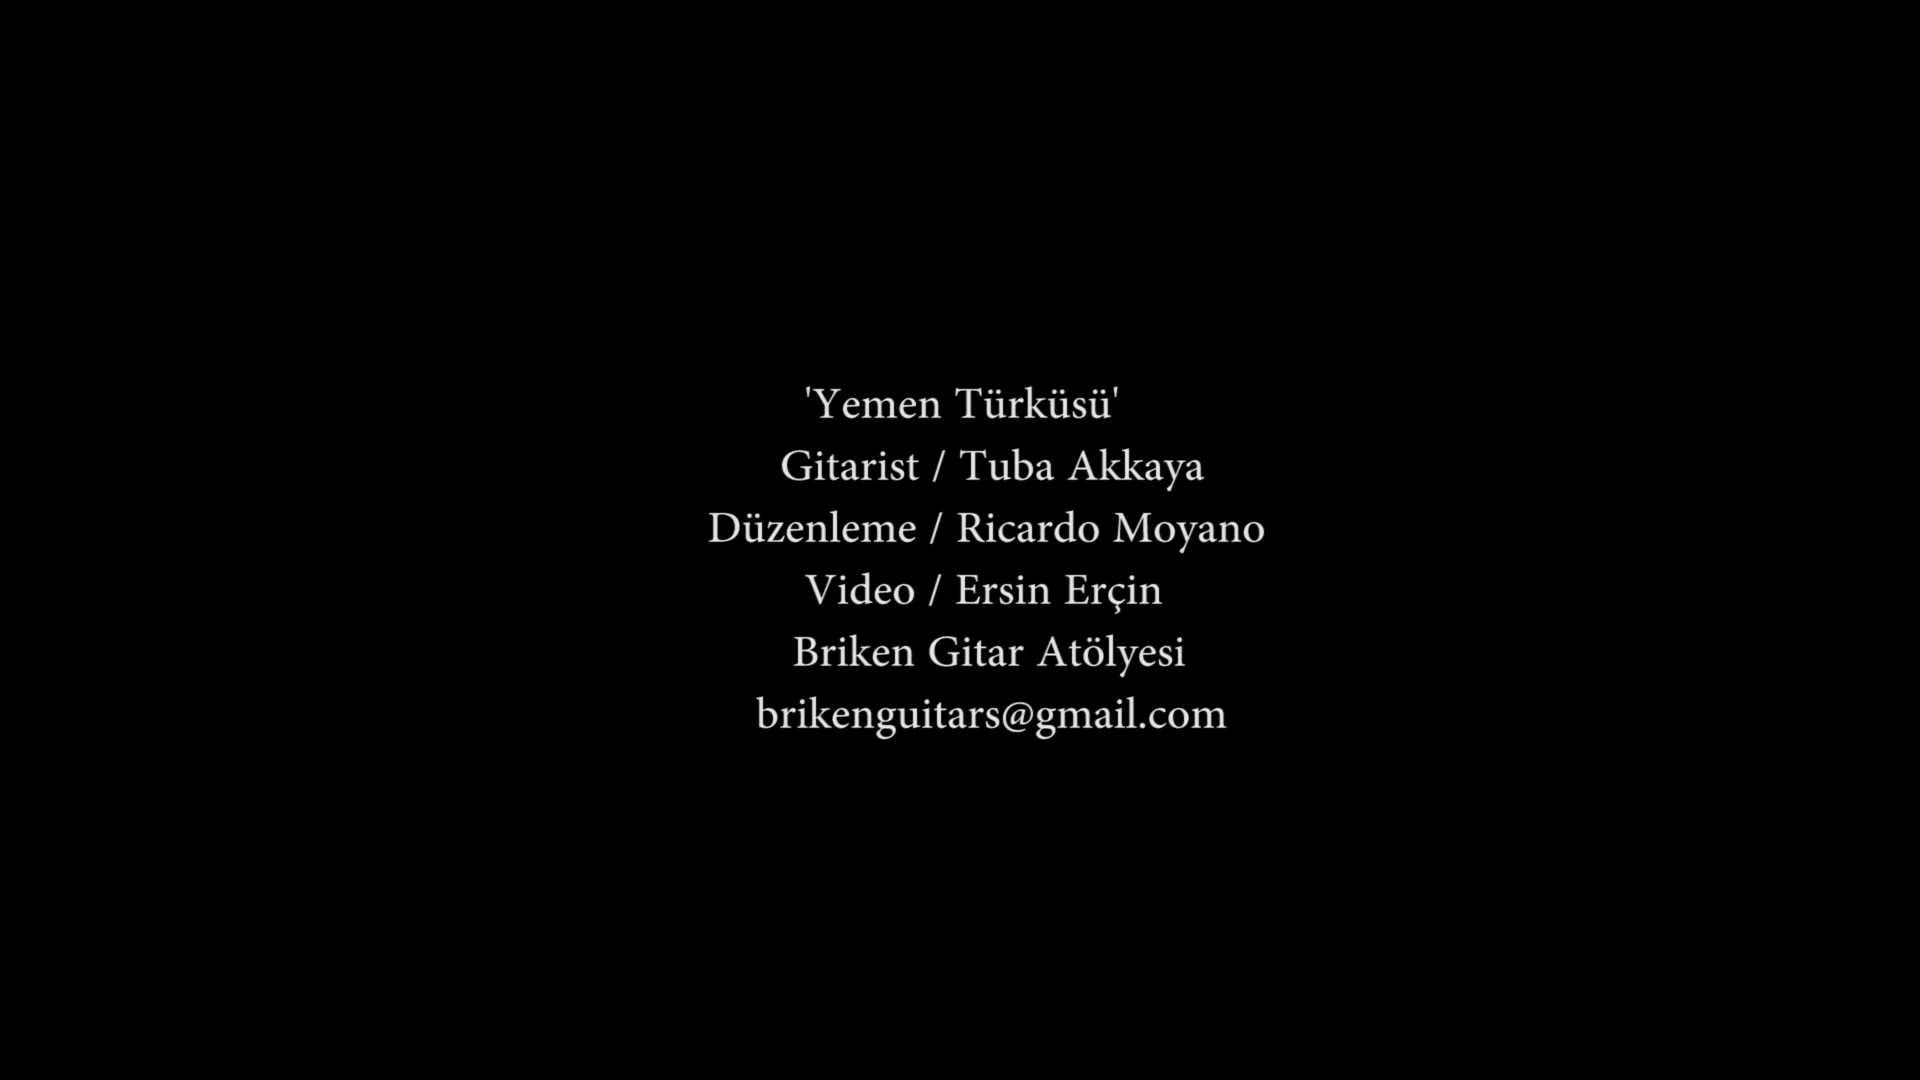 'Yemen Türküsü'
Gitarist / Tuba Akkaya
Düzenleme / Ricardo Moyano
Video / Ersin Erçin
Briken Gitar Atölyesi
brikenguitars@gmail.com